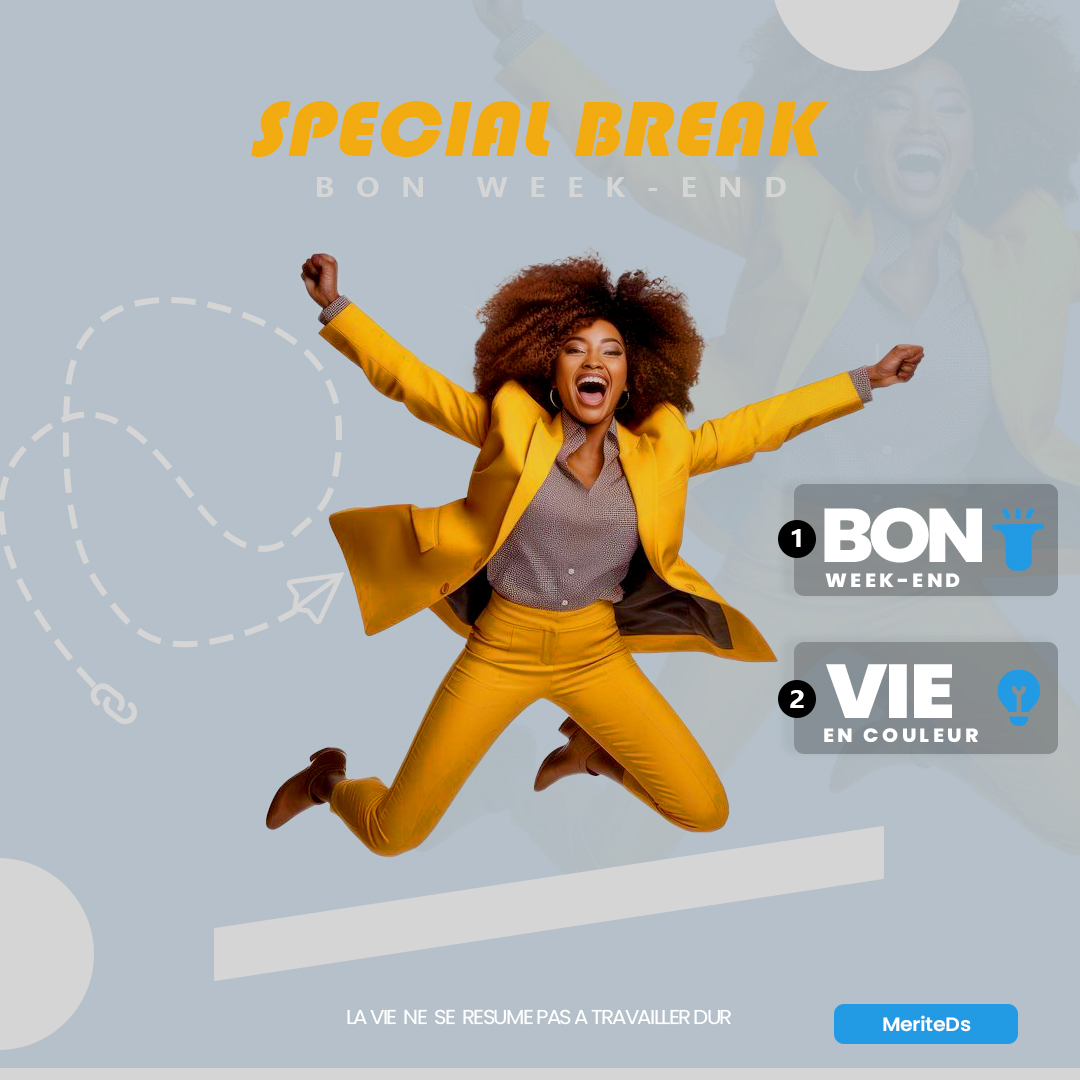 SPECIAL BREAK
BON WEEK-END
1
BON
WEEK-END
2
VIE
EN COULEUR
LA VIE NE SE RESUME PAS A TRAVAILLER DUR
MeriteDs